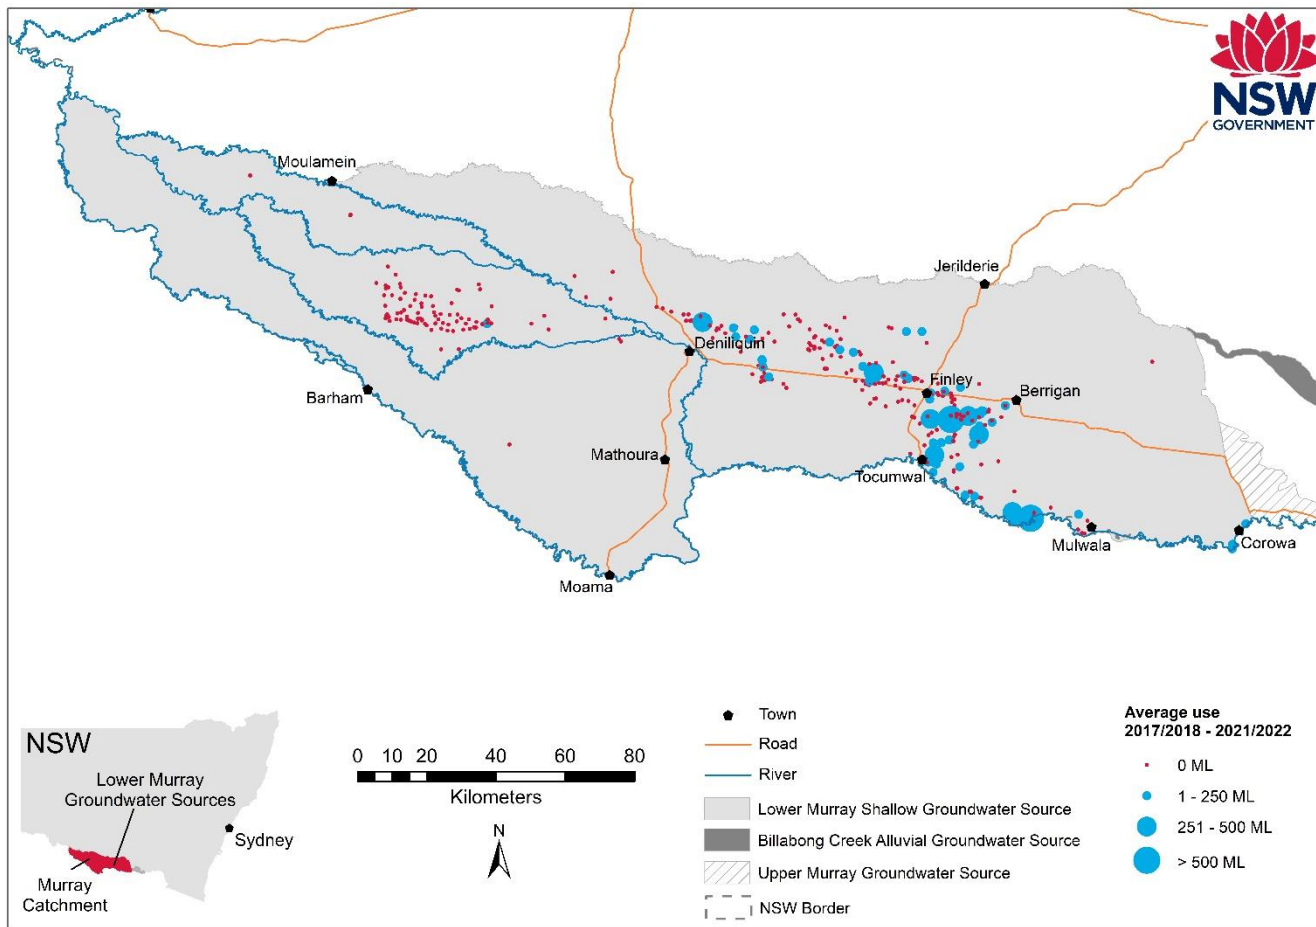 NSW
GOVERNMENT
Moulamein
Jerilderie
Deniliquin
Finley
Berrigan
Barham
Mathoura
Tocumwal
Mulwala
Corowa
Moama
NSW
Lower Murray
Groundwater Sources
Sydney
Murray
Catchment
0 10 20 40 60 80
Kilometers
N
Town
Road
River
Lower Murray Shallow Groundwater Source
Billabong Creek Alluvial Groundwater Source
Upper Murray Groundwater Source
NSW Border
Average use
2017/2018 - 2021/2022
0 ML
1 - 250 ML
251 - 500 ML
> 500 ML